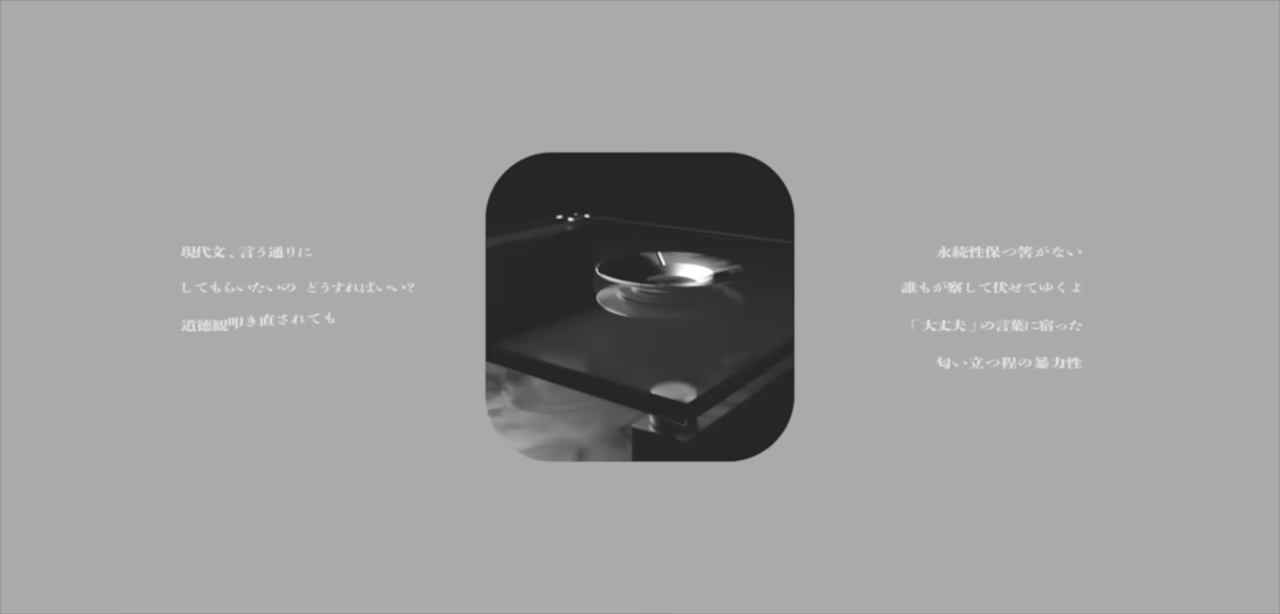 現代文、言う通りに
してもらいたいの どうすればいい?
道徳観叩き直されても
永続性保つ筈がない
誰もが察して伏せてゆくよ
「大丈夫」の言葉に宿った
匂い立つ程の暴力性